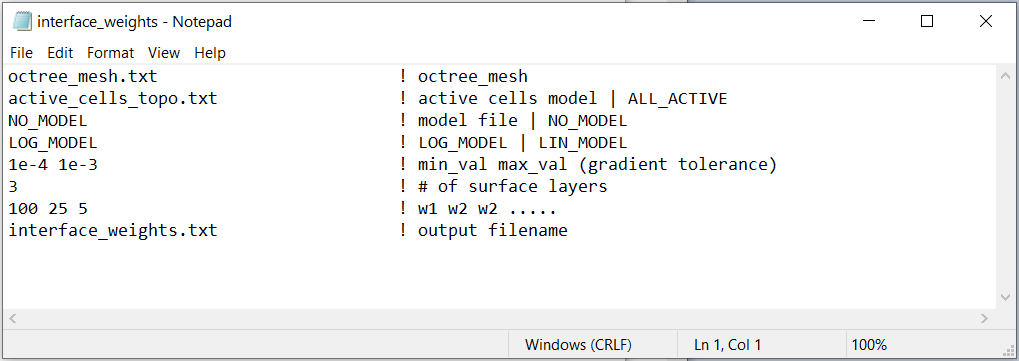 interface_weights - Notepad
File Edit Format View Help
octree_mesh.txt ! octree_mesh
active_cells_topo.txt ! active cells model | ALL_ACTIVE
NO_MODEL ! model file | NO_MODEL
LOG_MODEL ! LOG_MODEL | LIN_MODEL
1e-4 1e-3 ! min_val max_val (gradient tolerance)
3 ! # of surface layers
100 25 5 ! w1 w2 w2 .....
interface_weights.txt ! output filename
Windows (CRLF) Ln 1, Col 1 100%